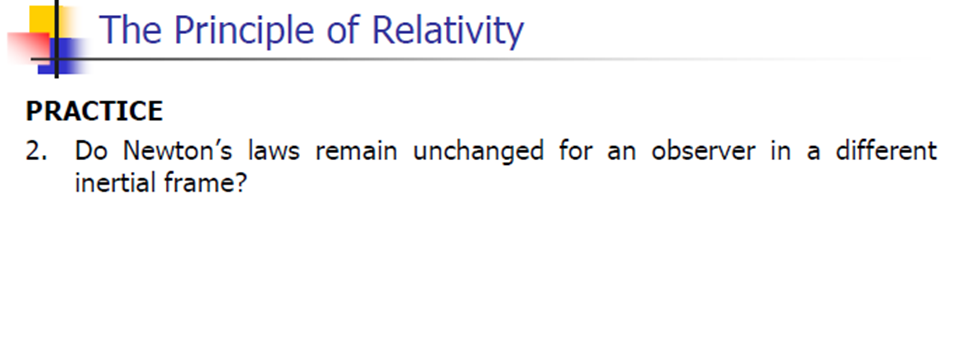 The Principle of Relativity
PRACTICE
2. Do Newton’s laws remain unchanged for an observer in a different
inertial frame?